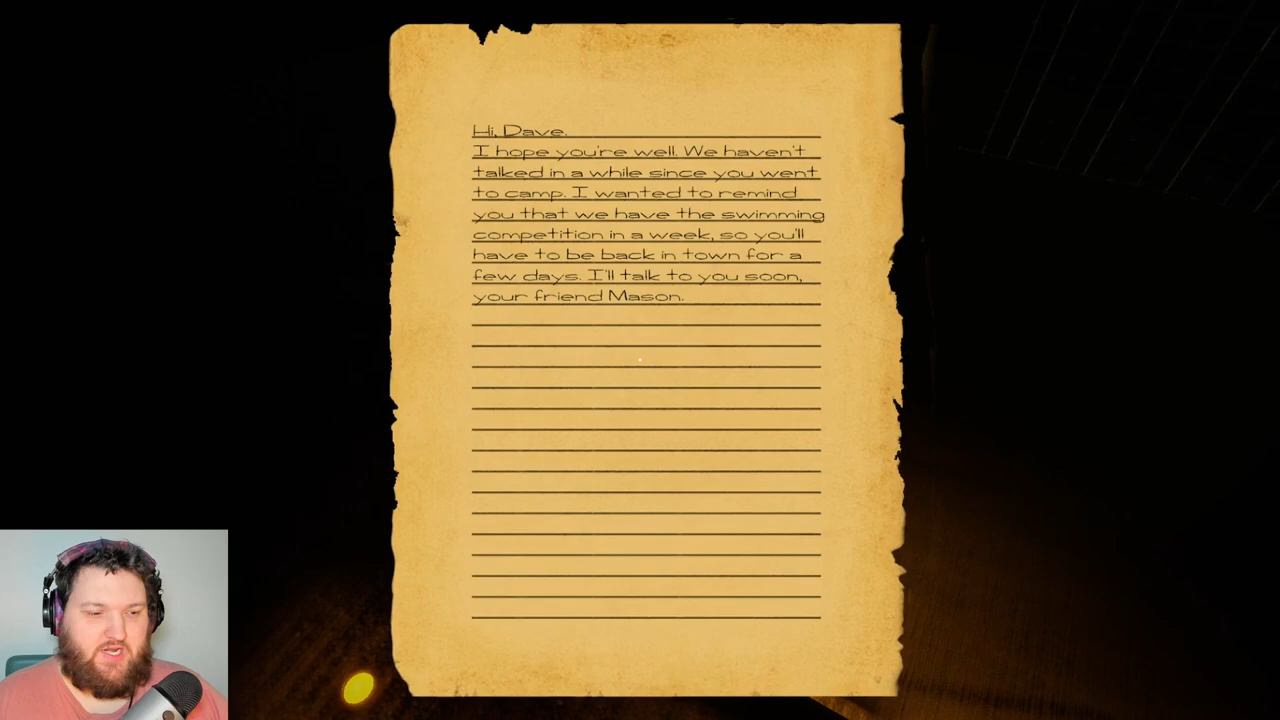 Hi, Dave.
I hope you're well. We haven't
talked in a while since you went
to camp. I wanted to remind
you that we have the swimming
competition in a week, so you'll
have to be back in town for a
few days. I'll talk to you soon,
your friend Mason.